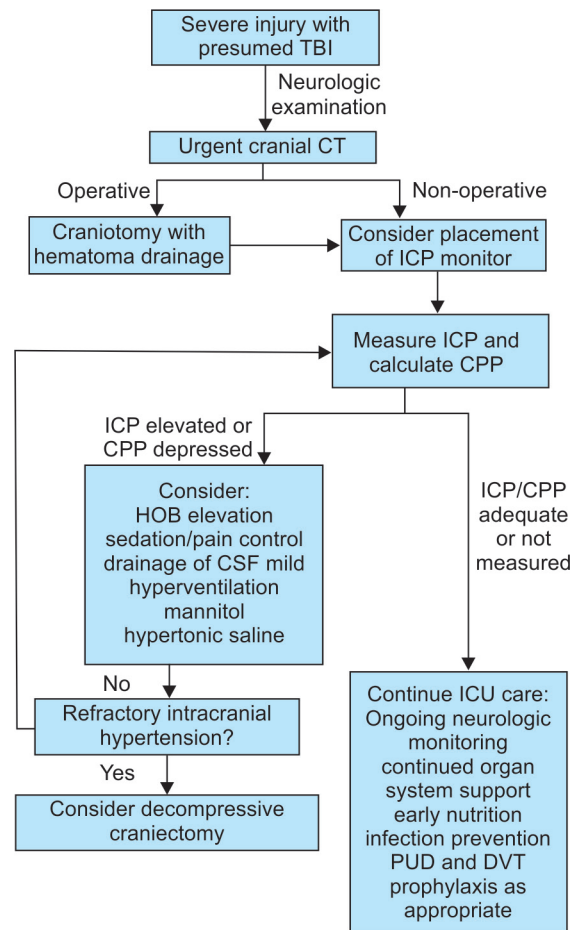 Severe injury with
presumed TBI
Neurologic
examination
Urgent cranial CT
Operative
Non-operative
Craniotomy with
hematoma drainage
Consider placement
of ICP monitor
Measure ICP and
calculate CPP
ICP elevated or
CPP depressed
Consider:
HOB elevation
sedation/pain control
drainage of CSF mild
hyperventilation
mannitol
hypertonic saline
ICP/CPP
adequate
or not
measured
No
Refractory intracranial
hypertension?
Yes
Consider decompressive
craniectomy
Continue ICU care:
Ongoing neurologic
monitoring
continued organ
system support
early nutrition
infection prevention
PUD and DVT
prophylaxis as
appropriate